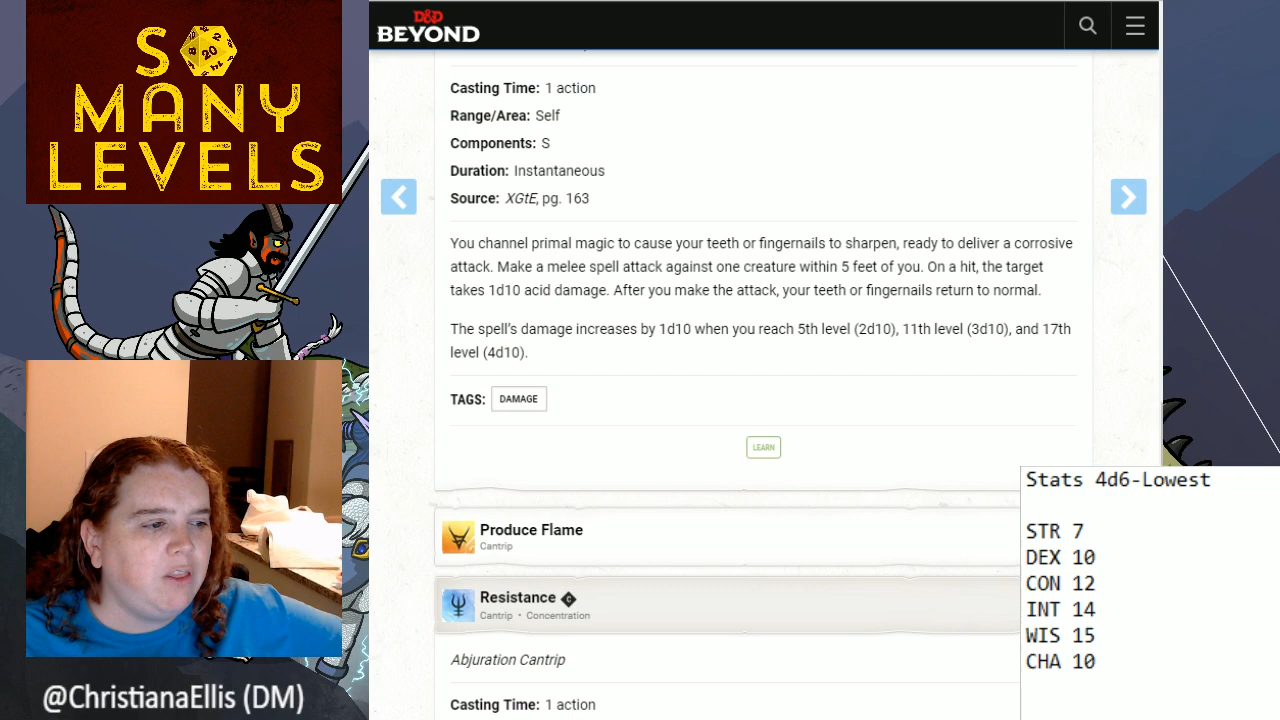 SO
MANY
LEVELS
@ChristianaEllis (DM)
D&D
BEYOND
Casting Time: 1 action
Range/Area: Self
Components: S
Duration: Instantaneous
Source: XGtE, pg. 163
You channel primal magic to cause your teeth or fingernails to sharpen, ready to deliver a corrosive
attack. Make a melee spell attack against one creature within 5 feet of you. On a hit, the target
takes 1d10 acid damage. After you make the attack, your teeth or fingernails return to normal.
The spell's damage increases by 1d10 when you reach 5th level (2d10), 11th level (3d10), and 17th
level (4d10).
TAGS: DAMAGE
LEARN
Produce Flame
Cantrip
Resistance C
Cantrip • Concentration
Abjuration Cantrip
Casting Time: 1 action
Stats 4d6-Lowest
STR 7
DEX 10
CON 12
INT 14
WIS 15
CHA 10